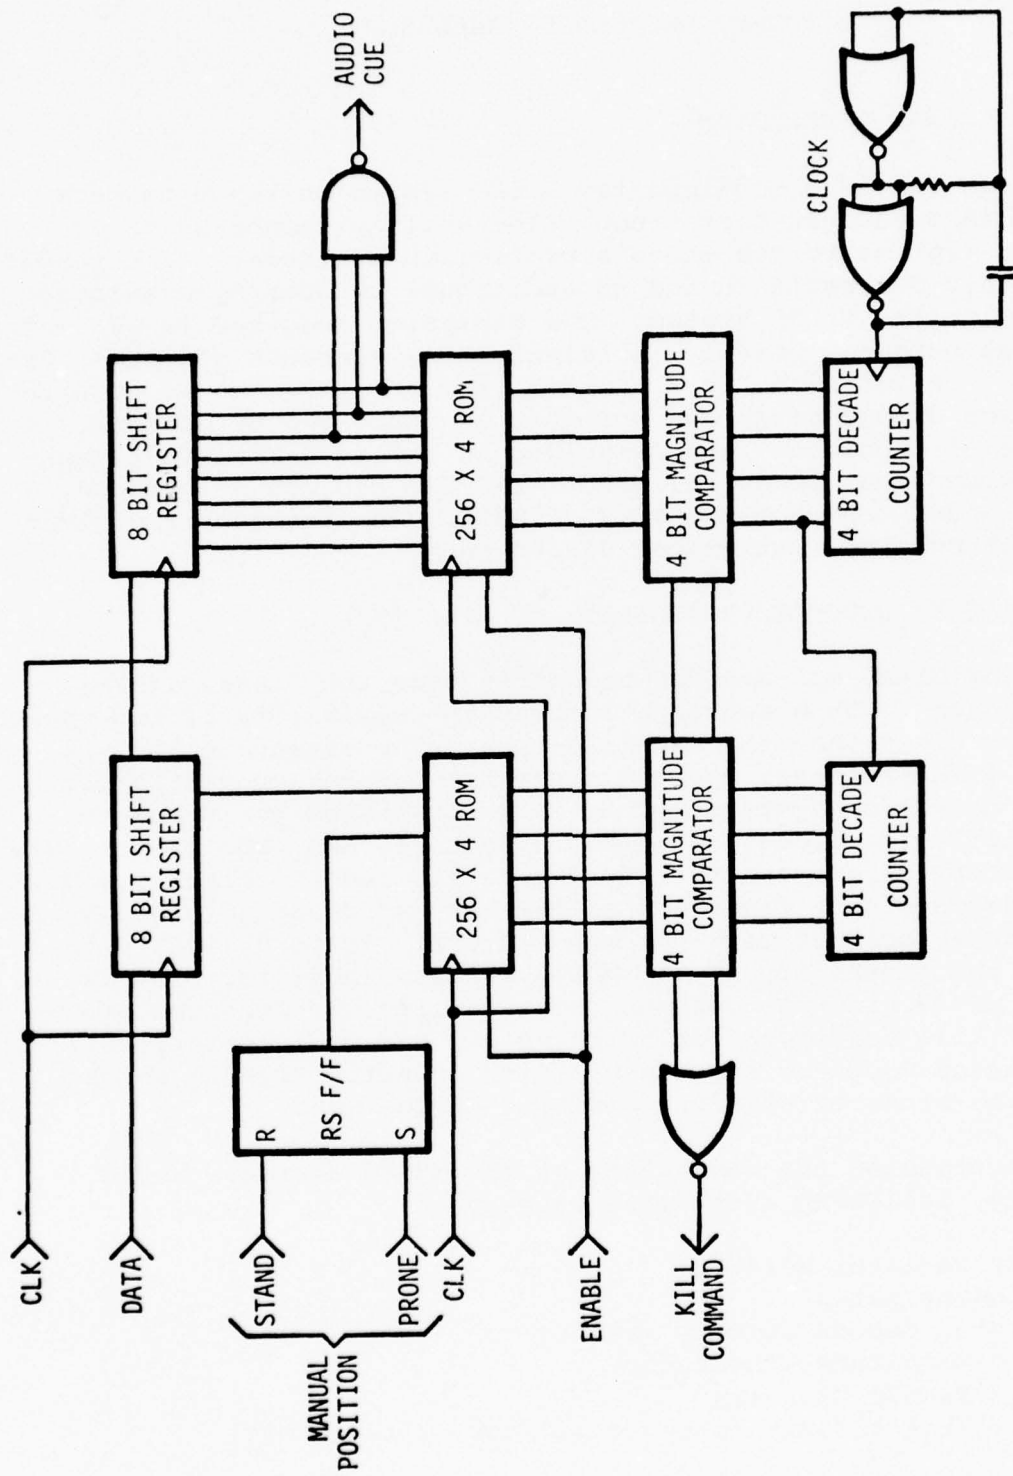 CLK
DATA
STAND
PRONE
MANUAL
POSITION
CLK
ENABLE
KILL
COMMAND
R
RS F/F
S
8 BIT SHIFT
REGISTER
256 X 4 ROM
4 BIT MAGNITUDE
COMPARATOR
4 BIT DECADE
COUNTER
8 BIT SHIFT
REGISTER
256 X 4 ROM
4 BIT MAGNITUDE
COMPARATOR
4 BIT DECADE
COUNTER
AUDIO
CUE
CLOCK